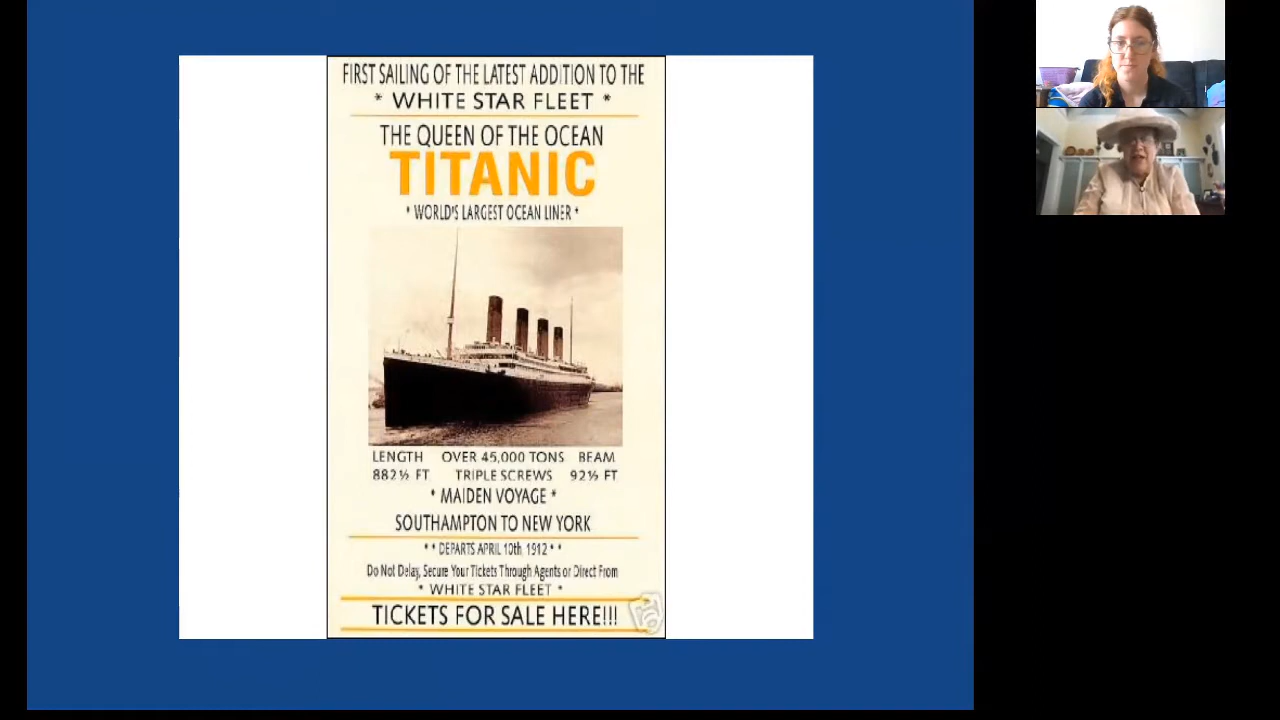 FIRST SAILING OF THE LATEST ADDITION TO THE
* WHITE STAR FLEET *
THE QUEEN OF THE OCEAN
TITANIC
* WORLD'S LARGEST OCEAN LINER *
LENGTH OVER 45,000 TONS BEAM
882½ FT TRIPLE SCREWS 92½ FT
* MAIDEN VOYAGE *
SOUTHAMPTON TO NEW YORK
* * DEPARTS APRIL 10th 1912 * *
Do Not Delay, Secure Your Tickets Through Agents or Direct From
* WHITE STAR FLEET *
TICKETS FOR SALE HERE!!!